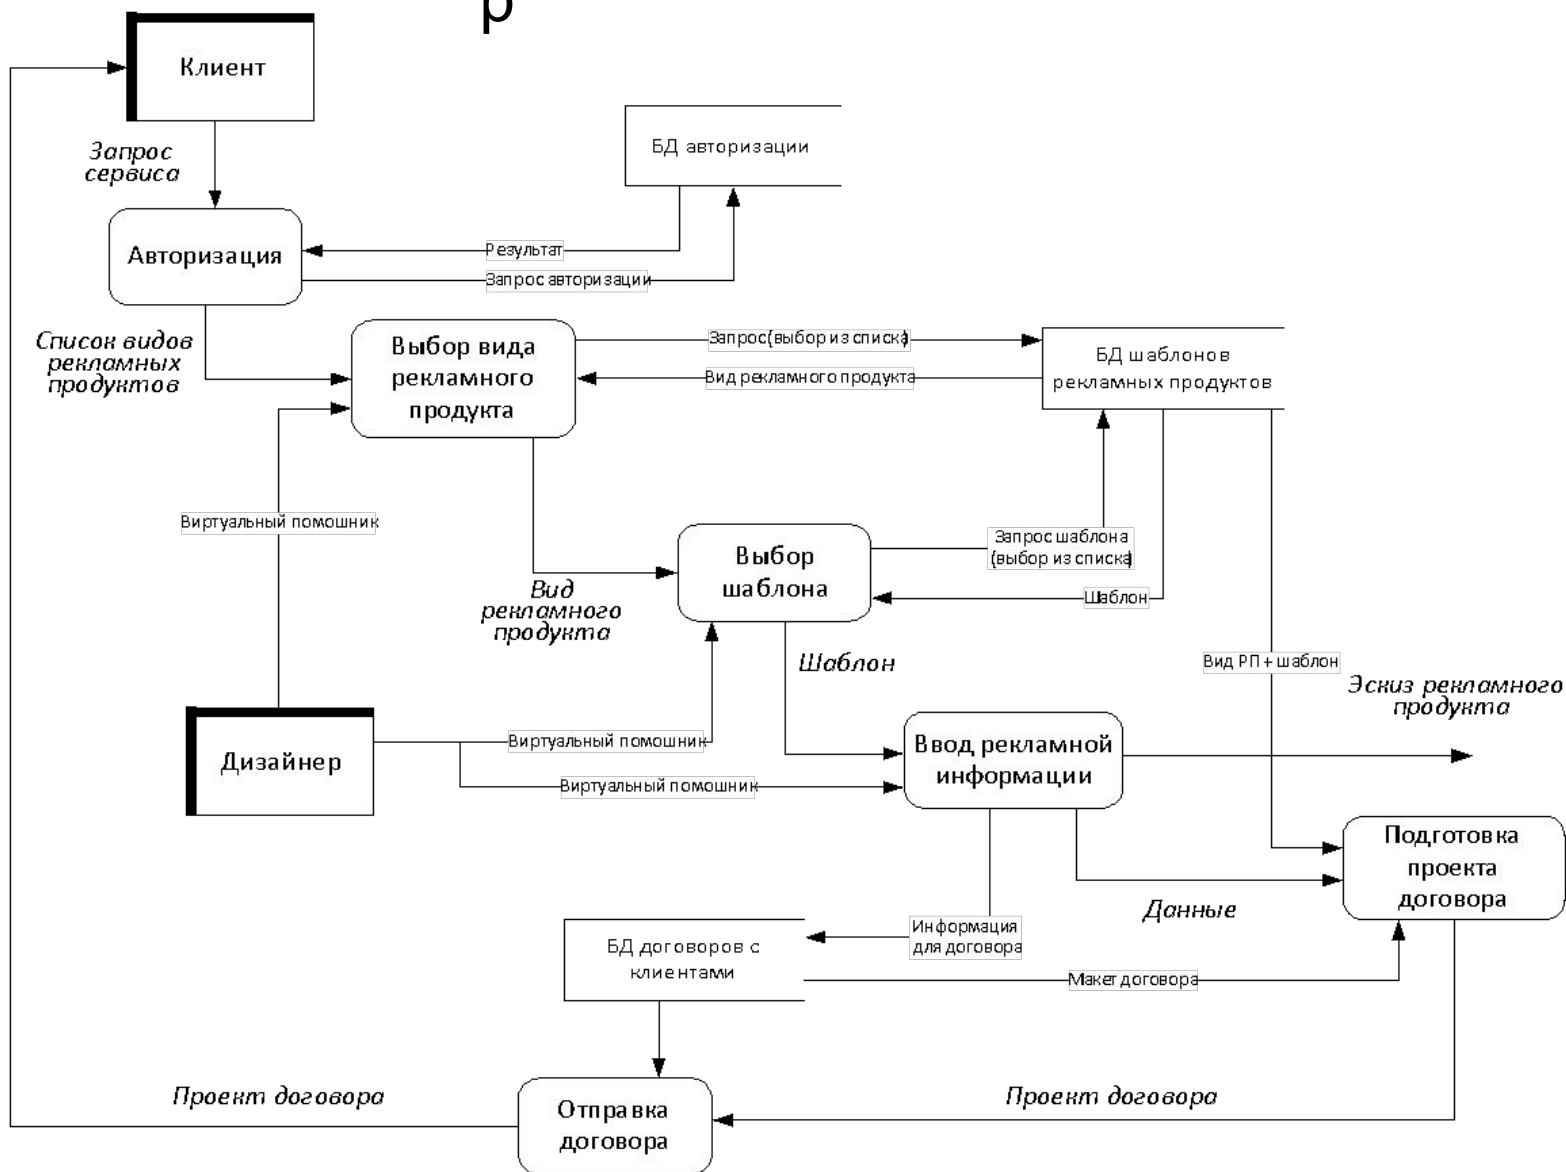 р
Клиент
Запрос
сервиса
БД авторизации
Авторизация
Результат
Запрос авторизации
Список видов
рекламных
продуктов
Выбор вида
рекламного
продукта
Запрос(выбор из списка)
Вид рекламного продукта
БД шаблонов
рекламных продуктов
Виртуальный помошник
Выбор
шаблона
Запрос шаблона
(выбор из списка)
Шаблон
Вид
рекламного
продукта
Шаблон
Вид РП + шаблон
Эскиз рекламного
продукта
Дизайнер
Виртуальный помошник
Виртуальный помошник
Ввод рекламной
информации
Подготовка
проекта
договора
Данные
Информация
для договора
БД договоров с
клиентами
Макет договора
Проект договора
Отправка
договора
Проект договора